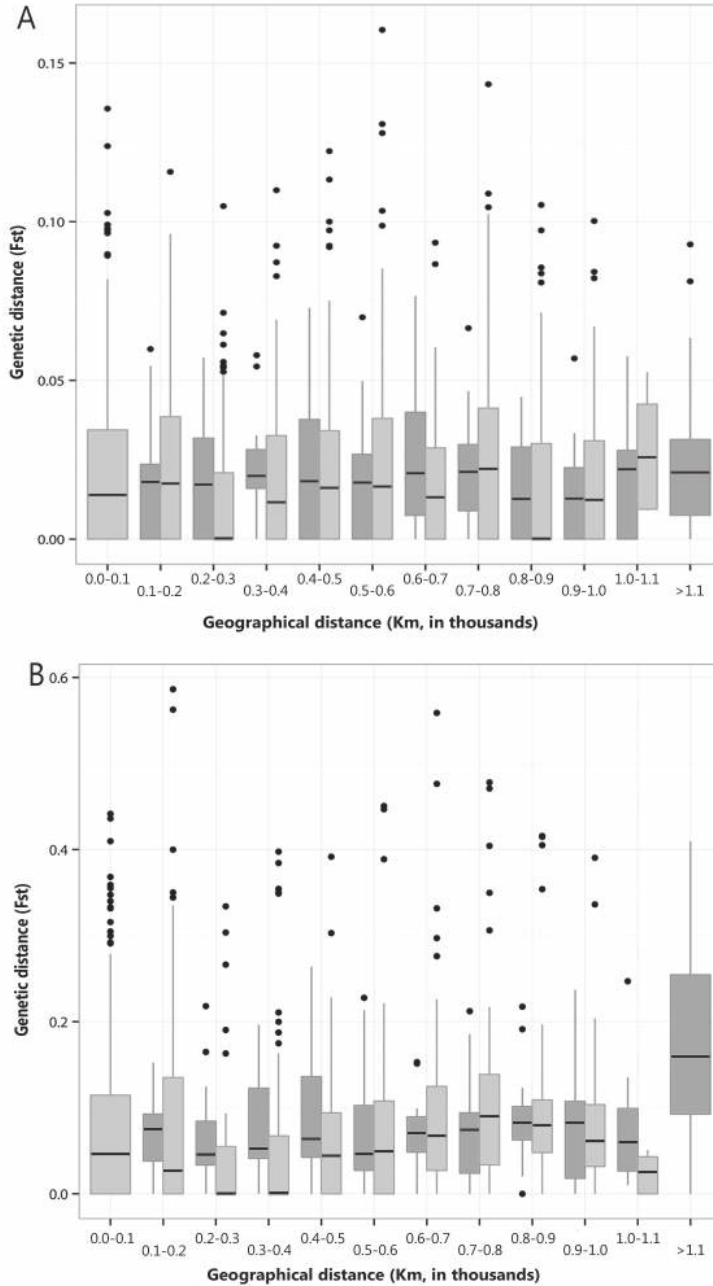 A
0.15
0.10
0.05
0.00
Genetic distance (Fst)
0.0-0.1 0.2-0.3 0.4-0.5 0.6-0.7 0.8-0.9 1.0-1.1
0.1-0.2 0.3-0.4 0.5-0.6 0.7-0.8 0.9-1.0 >1.1
Geographical distance (Km, in thousands)
B
0.6
0.4
0.2
0.0
Genetic distance (Fst)
0.0-0.1 0.2-0.3 0.4-0.5 0.6-0.7 0.8-0.9 1.0-1.1
0.1-0.2 0.3-0.4 0.5-0.6 0.7-0.8 0.9-1.0 >1.1
Geographical distance (Km, in thousands)